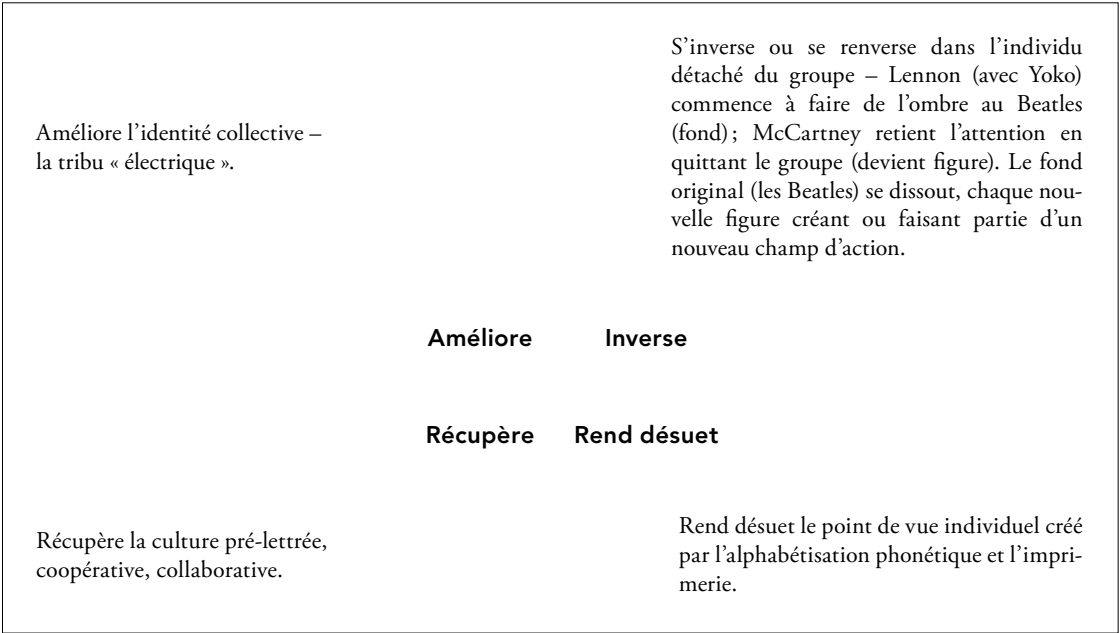 Améliore l’identité collective –
la tribu « électrique ».
S’inverse ou se renverse dans l’individu
détaché du groupe – Lennon (avec Yoko)
commence à faire de l’ombre au Beatles
(fond) ; McCartney retient l’attention en
quittant le groupe (devient figure). Le fond
original (les Beatles) se dissout, chaque nou-
velle figure créant ou faisant partie d’un
nouveau champ d’action.
Améliore Inverse
Récupère Rend désuet
Récupère la culture pré-lettrée,
coopérative, collaborative.
Rend désuet le point de vue individuel créé
par l’alphabétisation phonétique et l’impri-
merie.